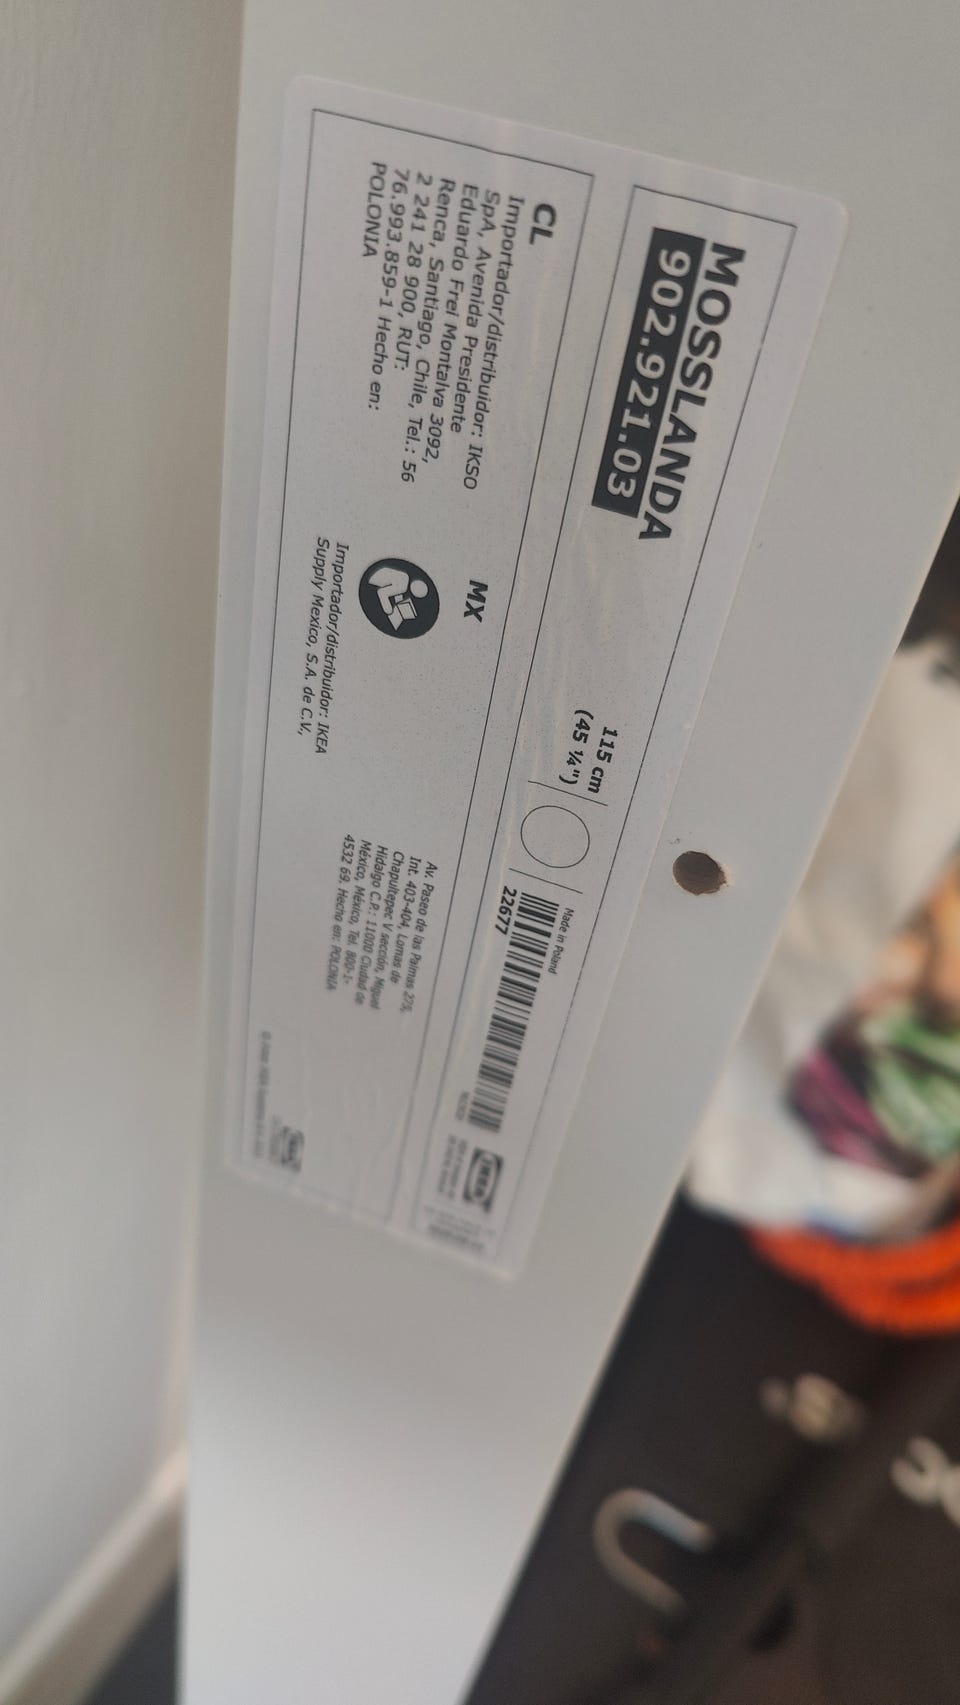 MOSSLANDA
902.921.03
115 cm
(45 ¼")
Made in Poland
22677
IKEA
CL
Importador/distribuidor: IKSO
SpA, Avenida Presidente
Eduardo Frei Montalva 3092,
Renca, Santiago, Chile, Tel.: 56
2 241 28 900, RUT:
76.993.859-1 Hecho en:
POLONIA
MX
Importador/distribuidor: IKEA
Supply Mexico, S.A. de C.V.,
Av. Paseo de las Palmas 275,
Int. 403-404, Lomas de
Chapultepec V sección, Miguel
Hidalgo C.P.: 11000 Ciudad de
México, México, Tel. 800-1-
4532 69. Hecho en: POLONIA
IKEA